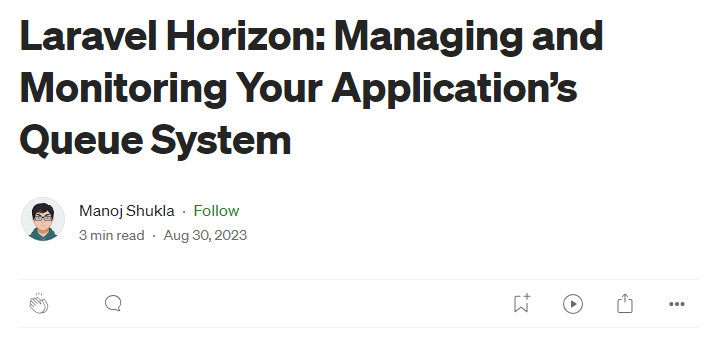 Laravel Horizon: Managing and
Monitoring Your Application’s
Queue System
Manoj Shukla · Follow
3 min read · Aug 30, 2023